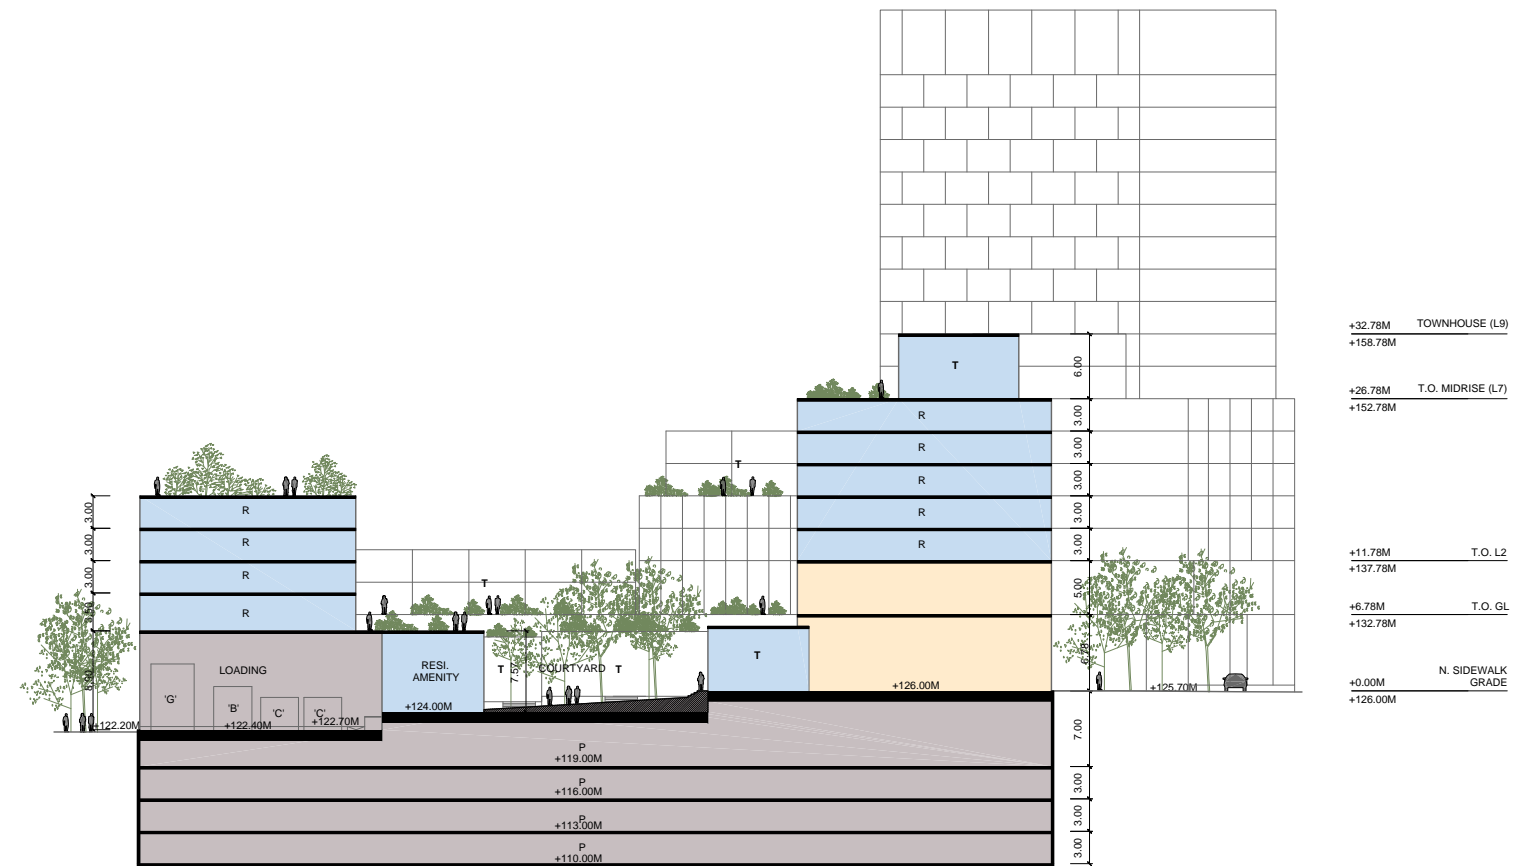 +32.78M TOWNHOUSE (L9)
+158.78M
T
6.00
+26.78M T.O. MIDRISE (L7)
+152.78M
R
3.00
R
3.00
T
R
3.00
R
3.00
R
3.00
R
3.00
R
3.00
R
3.00
R
+11.78M T.O. L2
+137.78M
T
5.00
+6.78M T.O. GL
+132.78M
LOADING
RESI.
AMENITY
T
7.57
COURTYARD
T
T
'G'
'B'
'C'
'C'
+122.20M
+122.40M
+122.70M
+124.00M
+126.00M
+125.70M
N. SIDEWALK
GRADE
+0.00M
+126.00M
7.00
P
+119.00M
3.00
P
+116.00M
3.00
P
+113.00M
3.00
P
+110.00M